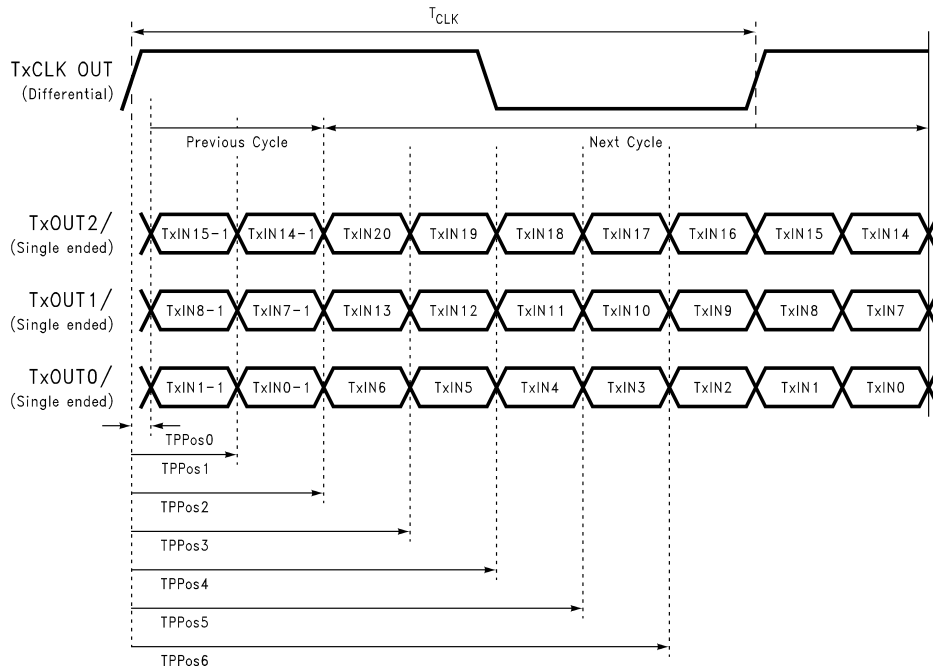 TCLK
TxCLK OUT
(Differential)
Previous Cycle
Next Cycle
TxOUT2/
(Single ended)
TxIN15-1 TxIN14-1 TxIN20 TxIN19 TxIN18 TxIN17 TxIN16 TxIN15 TxIN14
TxOUT1/
(Single ended)
TxIN8-1 TxIN7-1 TxIN13 TxIN12 TxIN11 TxIN10 TxIN9 TxIN8 TxIN7
TxOUT0/
(Single ended)
TxIN1-1 TxIN0-1 TxIN6 TxIN5 TxIN4 TxIN3 TxIN2 TxIN1 TxIN0
TPPos0
TPPos1
TPPos2
TPPos3
TPPos4
TPPos5
TPPos6